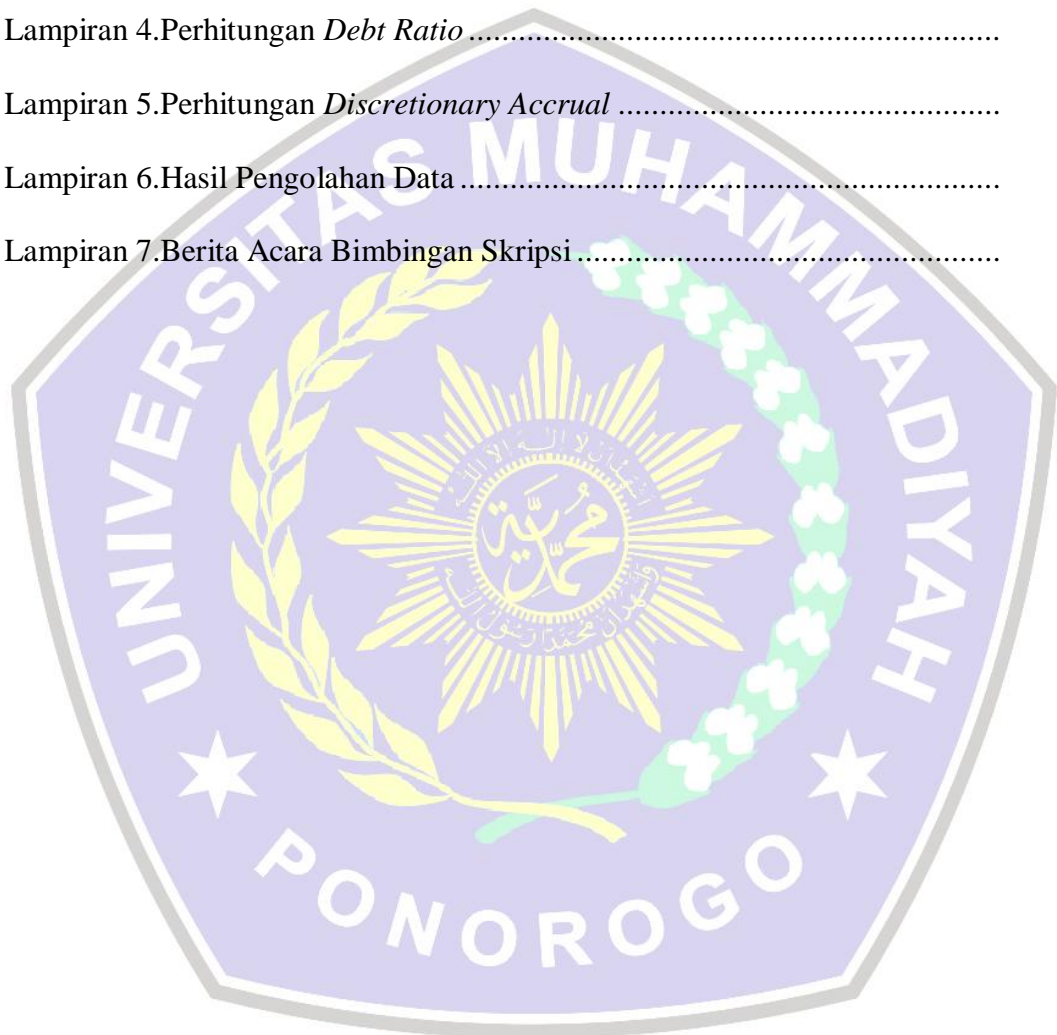 Lampiran 4.Perhitungan Debt Ratio ..................................................................
Lampiran 5.Perhitungan Discretionary Accrual ................................................
Lampiran 6.Hasil Pengolahan Data ...................................................................
Lampiran 7.Berita Acara Bimbingan Skripsi .....................................................
UNIVERSITAS MUHAMMADIYAH
PONOROGO
محمدية